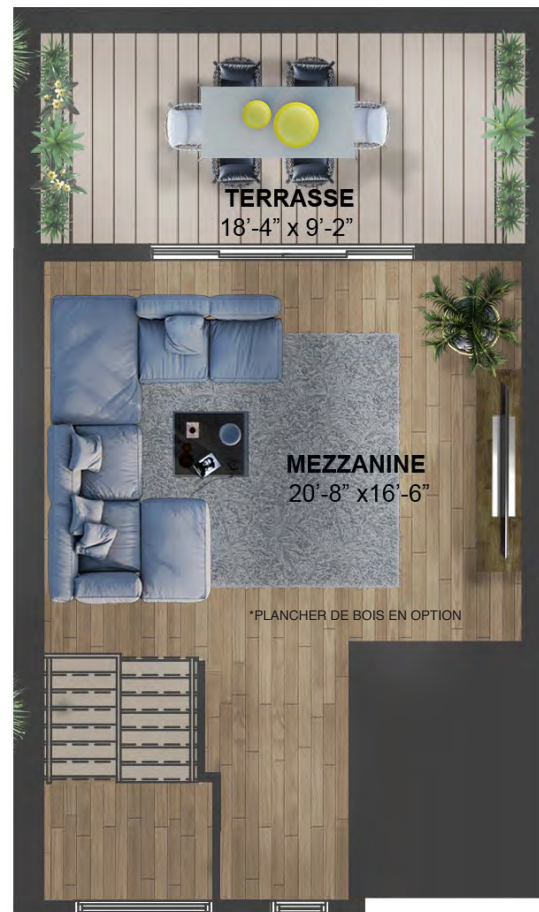 TERRASSE
18’-4” x 9’-2”
MEZZANINE
20’-8” x16’-6”
*PLANCHER DE BOIS EN OPTION